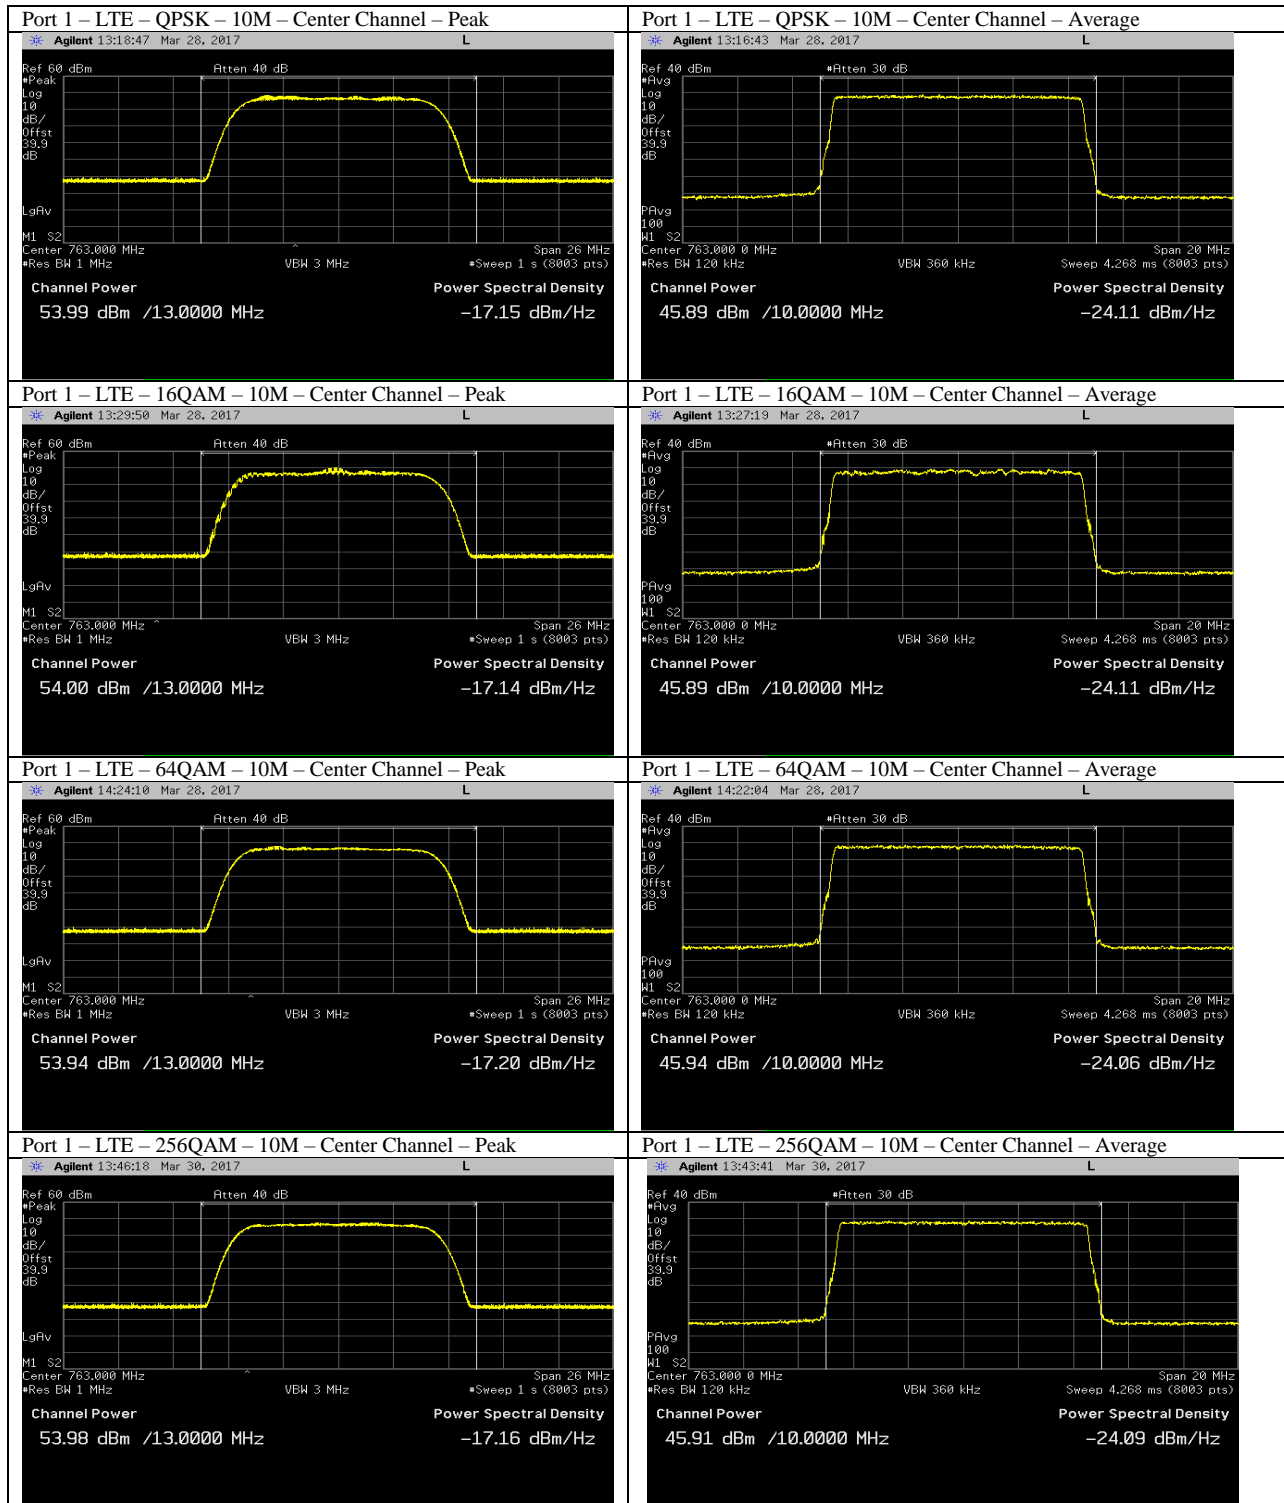 Port 1 – LTE – QPSK – 10M – Center Channel – Peak
Agilent 13:18:47 Mar 28, 2017 L
Ref 60 dBm Atten 40 dB
#Peak
Log
10
dB/
Offst
39.9
dB
LgAv
M1 S2
Center 763.000 MHz ^ Span 26 MHz
#Res BW 1 MHz VBW 3 MHz #Sweep 1 s (8003 pts)
Channel Power Power Spectral Density
53.99 dBm /13.0000 MHz -17.15 dBm/Hz
Port 1 – LTE – QPSK – 10M – Center Channel – Average
Agilent 13:16:43 Mar 28, 2017 L
Ref 40 dBm #Atten 30 dB
#Avg
Log
10
dB/
Offst
39.9
dB
PAvg
100
W1 S2
Center 763.000 0 MHz Span 20 MHz
#Res BW 120 kHz VBW 360 kHz Sweep 4.268 ms (8003 pts)
Channel Power Power Spectral Density
45.89 dBm /10.0000 MHz -24.11 dBm/Hz
Port 1 – LTE – 16QAM – 10M – Center Channel – Peak
Agilent 13:29:50 Mar 28, 2017 L
Ref 60 dBm Atten 40 dB
#Peak
Log
10
dB/
Offst
39.9
dB
LgAv
M1 S2
Center 763.000 MHz ^ Span 26 MHz
#Res BW 1 MHz VBW 3 MHz #Sweep 1 s (8003 pts)
Channel Power Power Spectral Density
54.00 dBm /13.0000 MHz -17.14 dBm/Hz
Port 1 – LTE – 16QAM – 10M – Center Channel – Average
Agilent 13:27:19 Mar 28, 2017 L
Ref 40 dBm #Atten 30 dB
#Avg
Log
10
dB/
Offst
39.9
dB
PAvg
100
W1 S2
Center 763.000 0 MHz Span 20 MHz
#Res BW 120 kHz VBW 360 kHz Sweep 4.268 ms (8003 pts)
Channel Power Power Spectral Density
45.89 dBm /10.0000 MHz -24.11 dBm/Hz
Port 1 – LTE – 64QAM – 10M – Center Channel – Peak
Agilent 14:24:10 Mar 28, 2017 L
Ref 60 dBm Atten 40 dB
#Peak
Log
10
dB/
Offst
39.9
dB
LgAv
M1 S2
Center 763.000 MHz ^ Span 26 MHz
#Res BW 1 MHz VBW 3 MHz #Sweep 1 s (8003 pts)
Channel Power Power Spectral Density
53.94 dBm /13.0000 MHz -17.20 dBm/Hz
Port 1 – LTE – 64QAM – 10M – Center Channel – Average
Agilent 14:22:04 Mar 28, 2017 L
Ref 40 dBm #Atten 30 dB
#Avg
Log
10
dB/
Offst
39.9
dB
PAvg
100
W1 S2
Center 763.000 0 MHz Span 20 MHz
#Res BW 120 kHz VBW 360 kHz Sweep 4.268 ms (8003 pts)
Channel Power Power Spectral Density
45.94 dBm /10.0000 MHz -24.06 dBm/Hz
Port 1 – LTE – 256QAM – 10M – Center Channel – Peak
Agilent 13:46:18 Mar 30, 2017 L
Ref 60 dBm Atten 40 dB
#Peak
Log
10
dB/
Offst
39.9
dB
LgAv
M1 S2
Center 763.000 MHz ^ Span 26 MHz
#Res BW 1 MHz VBW 3 MHz #Sweep 1 s (8003 pts)
Channel Power Power Spectral Density
53.98 dBm /13.0000 MHz -17.16 dBm/Hz
Port 1 – LTE – 256QAM – 10M – Center Channel – Average
Agilent 13:43:41 Mar 30, 2017 L
Ref 40 dBm #Atten 30 dB
#Avg
Log
10
dB/
Offst
39.9
dB
PAvg
100
W1 S2
Center 763.000 0 MHz Span 20 MHz
#Res BW 120 kHz VBW 360 kHz Sweep 4.268 ms (8003 pts)
Channel Power Power Spectral Density
45.91 dBm /10.0000 MHz -24.09 dBm/Hz